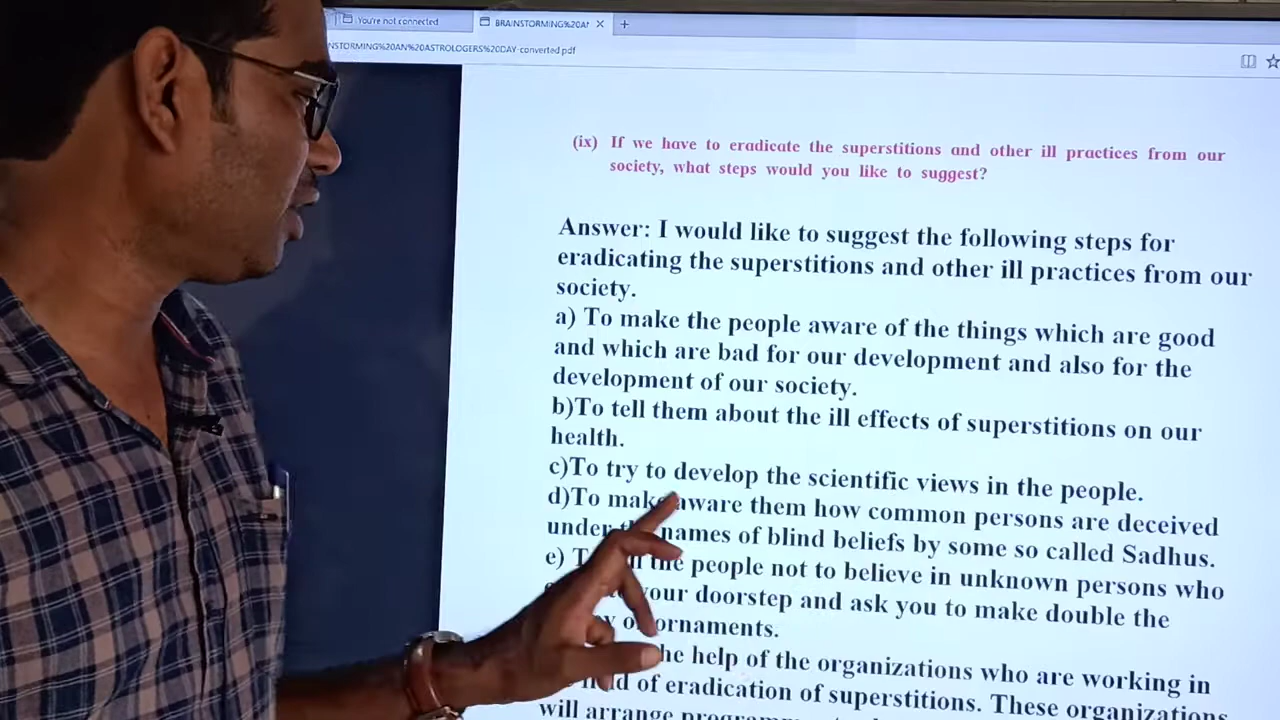 You're not connected
BRAINSTORMING%20AN
NSTORMING%20AN%20ASTROLOGERS%20DAY-converted.pdf
(ix) If we have to eradicate the superstitions and other ill practices from our
society, what steps would you like to suggest?
Answer: I would like to suggest the following steps for
eradicating the superstitions and other ill practices from our
society.
a) To make the people aware of the things which are good
and which are bad for our development and also for the
development of our society.
b)To tell them about the ill effects of superstitions on our
health.
c)To try to develop the scientific views in the people.
d)To make aware them how common persons are deceived
under the names of blind beliefs by some so called Sadhus.
e) the people not to believe in unknown persons who
your doorstep and ask you to make double the
ornaments.
the help of the organizations who are working in
of eradication of superstitions. These organizations
will arrange